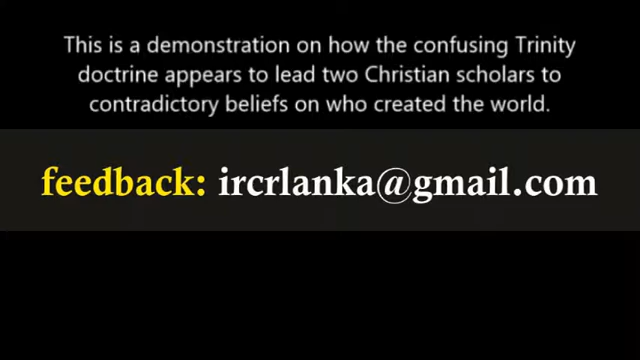 This is a demonstration on how the confusing Trinity
doctrine appears to lead two Christian scholars to
contradictory beliefs on who created the world.
feedback: ircrlanka@gmail.com